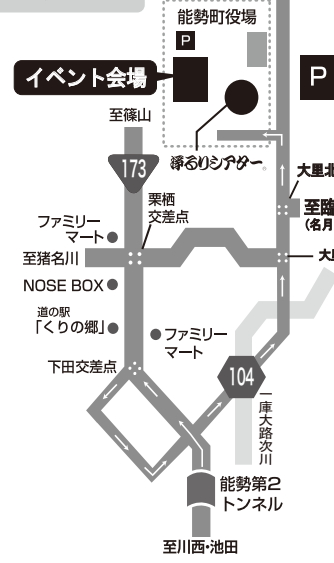 能勢町役場
P
イベント会場
P
至篠山
浄るりシアター
173
大里北
栗栖
交差点
至臨
(名月
ファミリー
マート
至猪名川
大
NOSE BOX
道の駅
「くりの郷」
ファミリー
マート
下田交差点
104
一庫大路次川
能勢第2
トンネル
至川西・池田